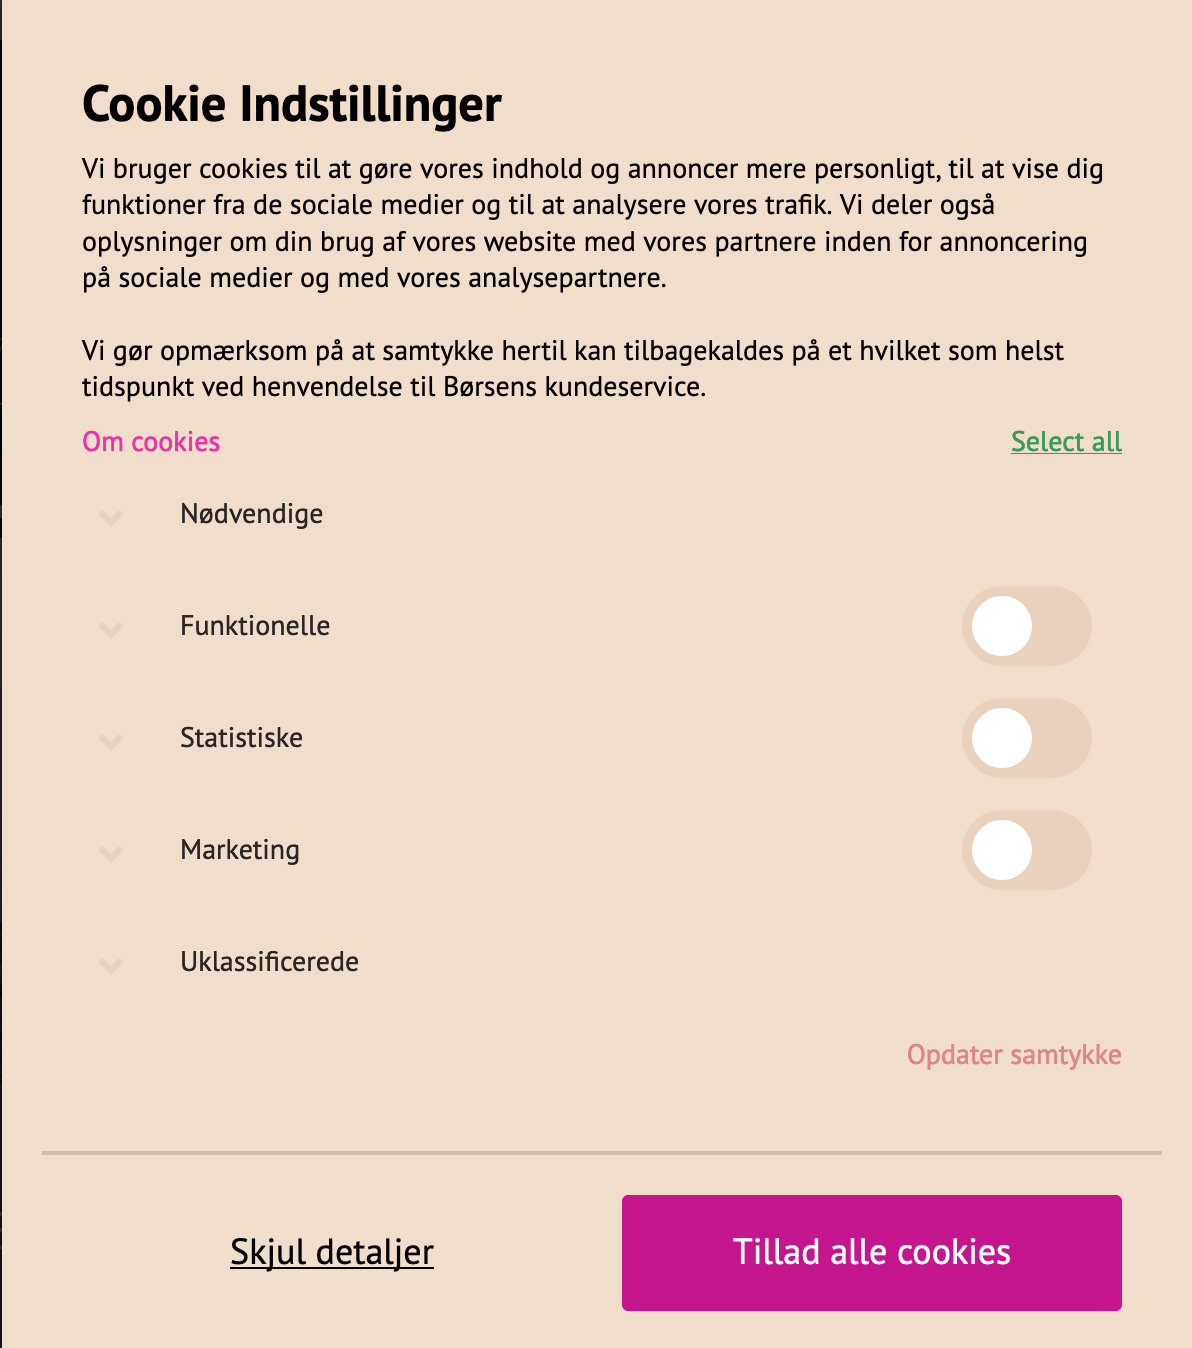 Cookie Indstillinger
Vi bruger cookies til at gøre vores indhold og annoncer mere personligt, til at vise dig
funktioner fra de sociale medier og til at analysere vores trafik. Vi deler også
oplysninger om din brug af vores website med vores partnere inden for annoncering
på sociale medier og med vores analysepartnere.
Vi gør opmærksom på at samtykke hertil kan tilbagekaldes på et hvilket som helst
tidspunkt ved henvendelse til Børsens kundeservice.
Om cookies
Select all
Nødvendige
Funktionelle
Statistiske
Marketing
Uklassificerede
Opdater samtykke
Skjul detaljer
Tillad alle cookies